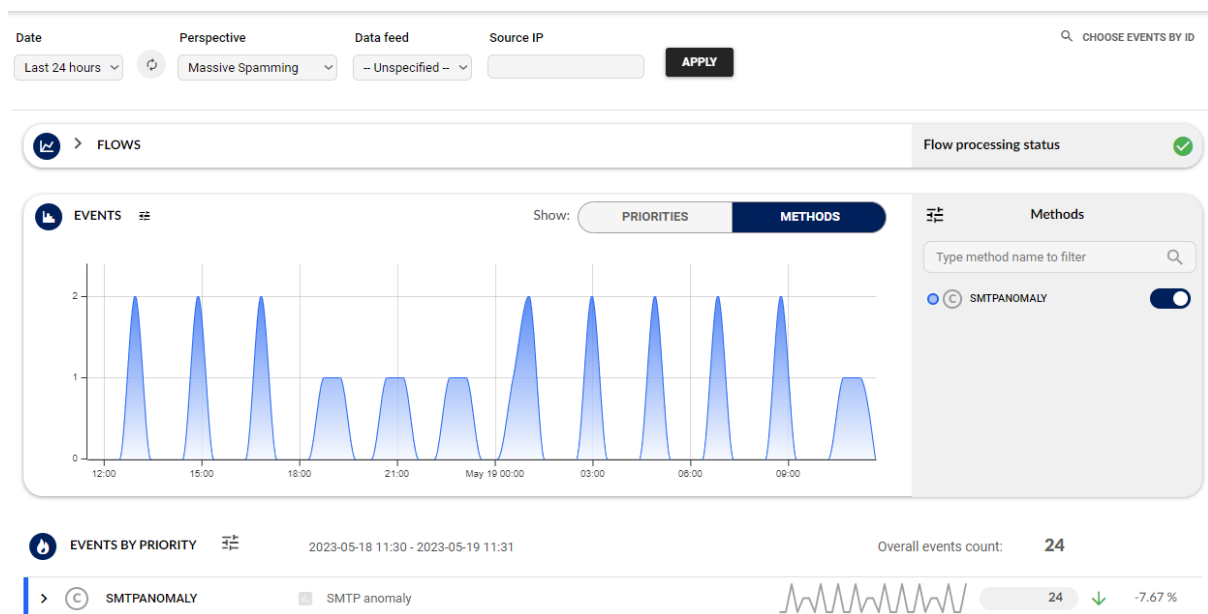 Date Perspective Data feed Source IP CHOOSE EVENTS BY ID
Last 24 hours Massive Spamming -- Unspecified -- APPLY
FLOWS Flow processing status
EVENTS Show: PRIORITIES METHODS Methods
Type method name to filter
C SMTPANOMALY
2
1
0
12:00 15:00 18:00 21:00 May 19 00:00 03:00 06:00 09:00
EVENTS BY PRIORITY 2023-05-18 11:30 - 2023-05-19 11:31 Overall events count: 24
C SMTPANOMALY SMTP anomaly 24 -7.67 %